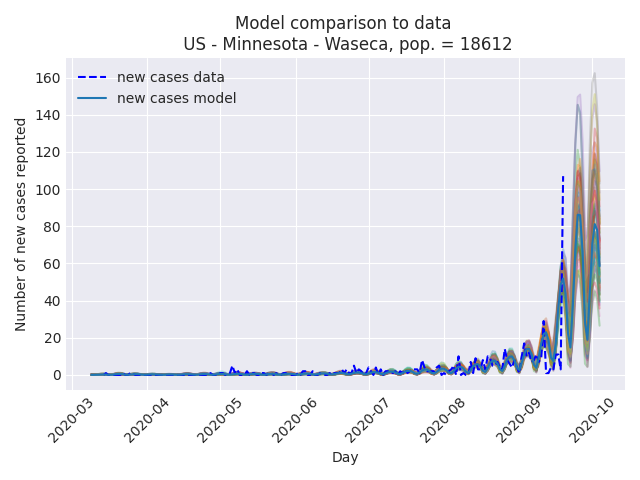 Model comparison to data
US - Minnesota - Waseca, pop. = 18612
new cases data
new cases model
Number of new cases reported
160
140
120
100
80
60
40
20
0
2020-03
2020-04
2020-05
2020-06
2020-07
2020-08
2020-09
2020-10
Day